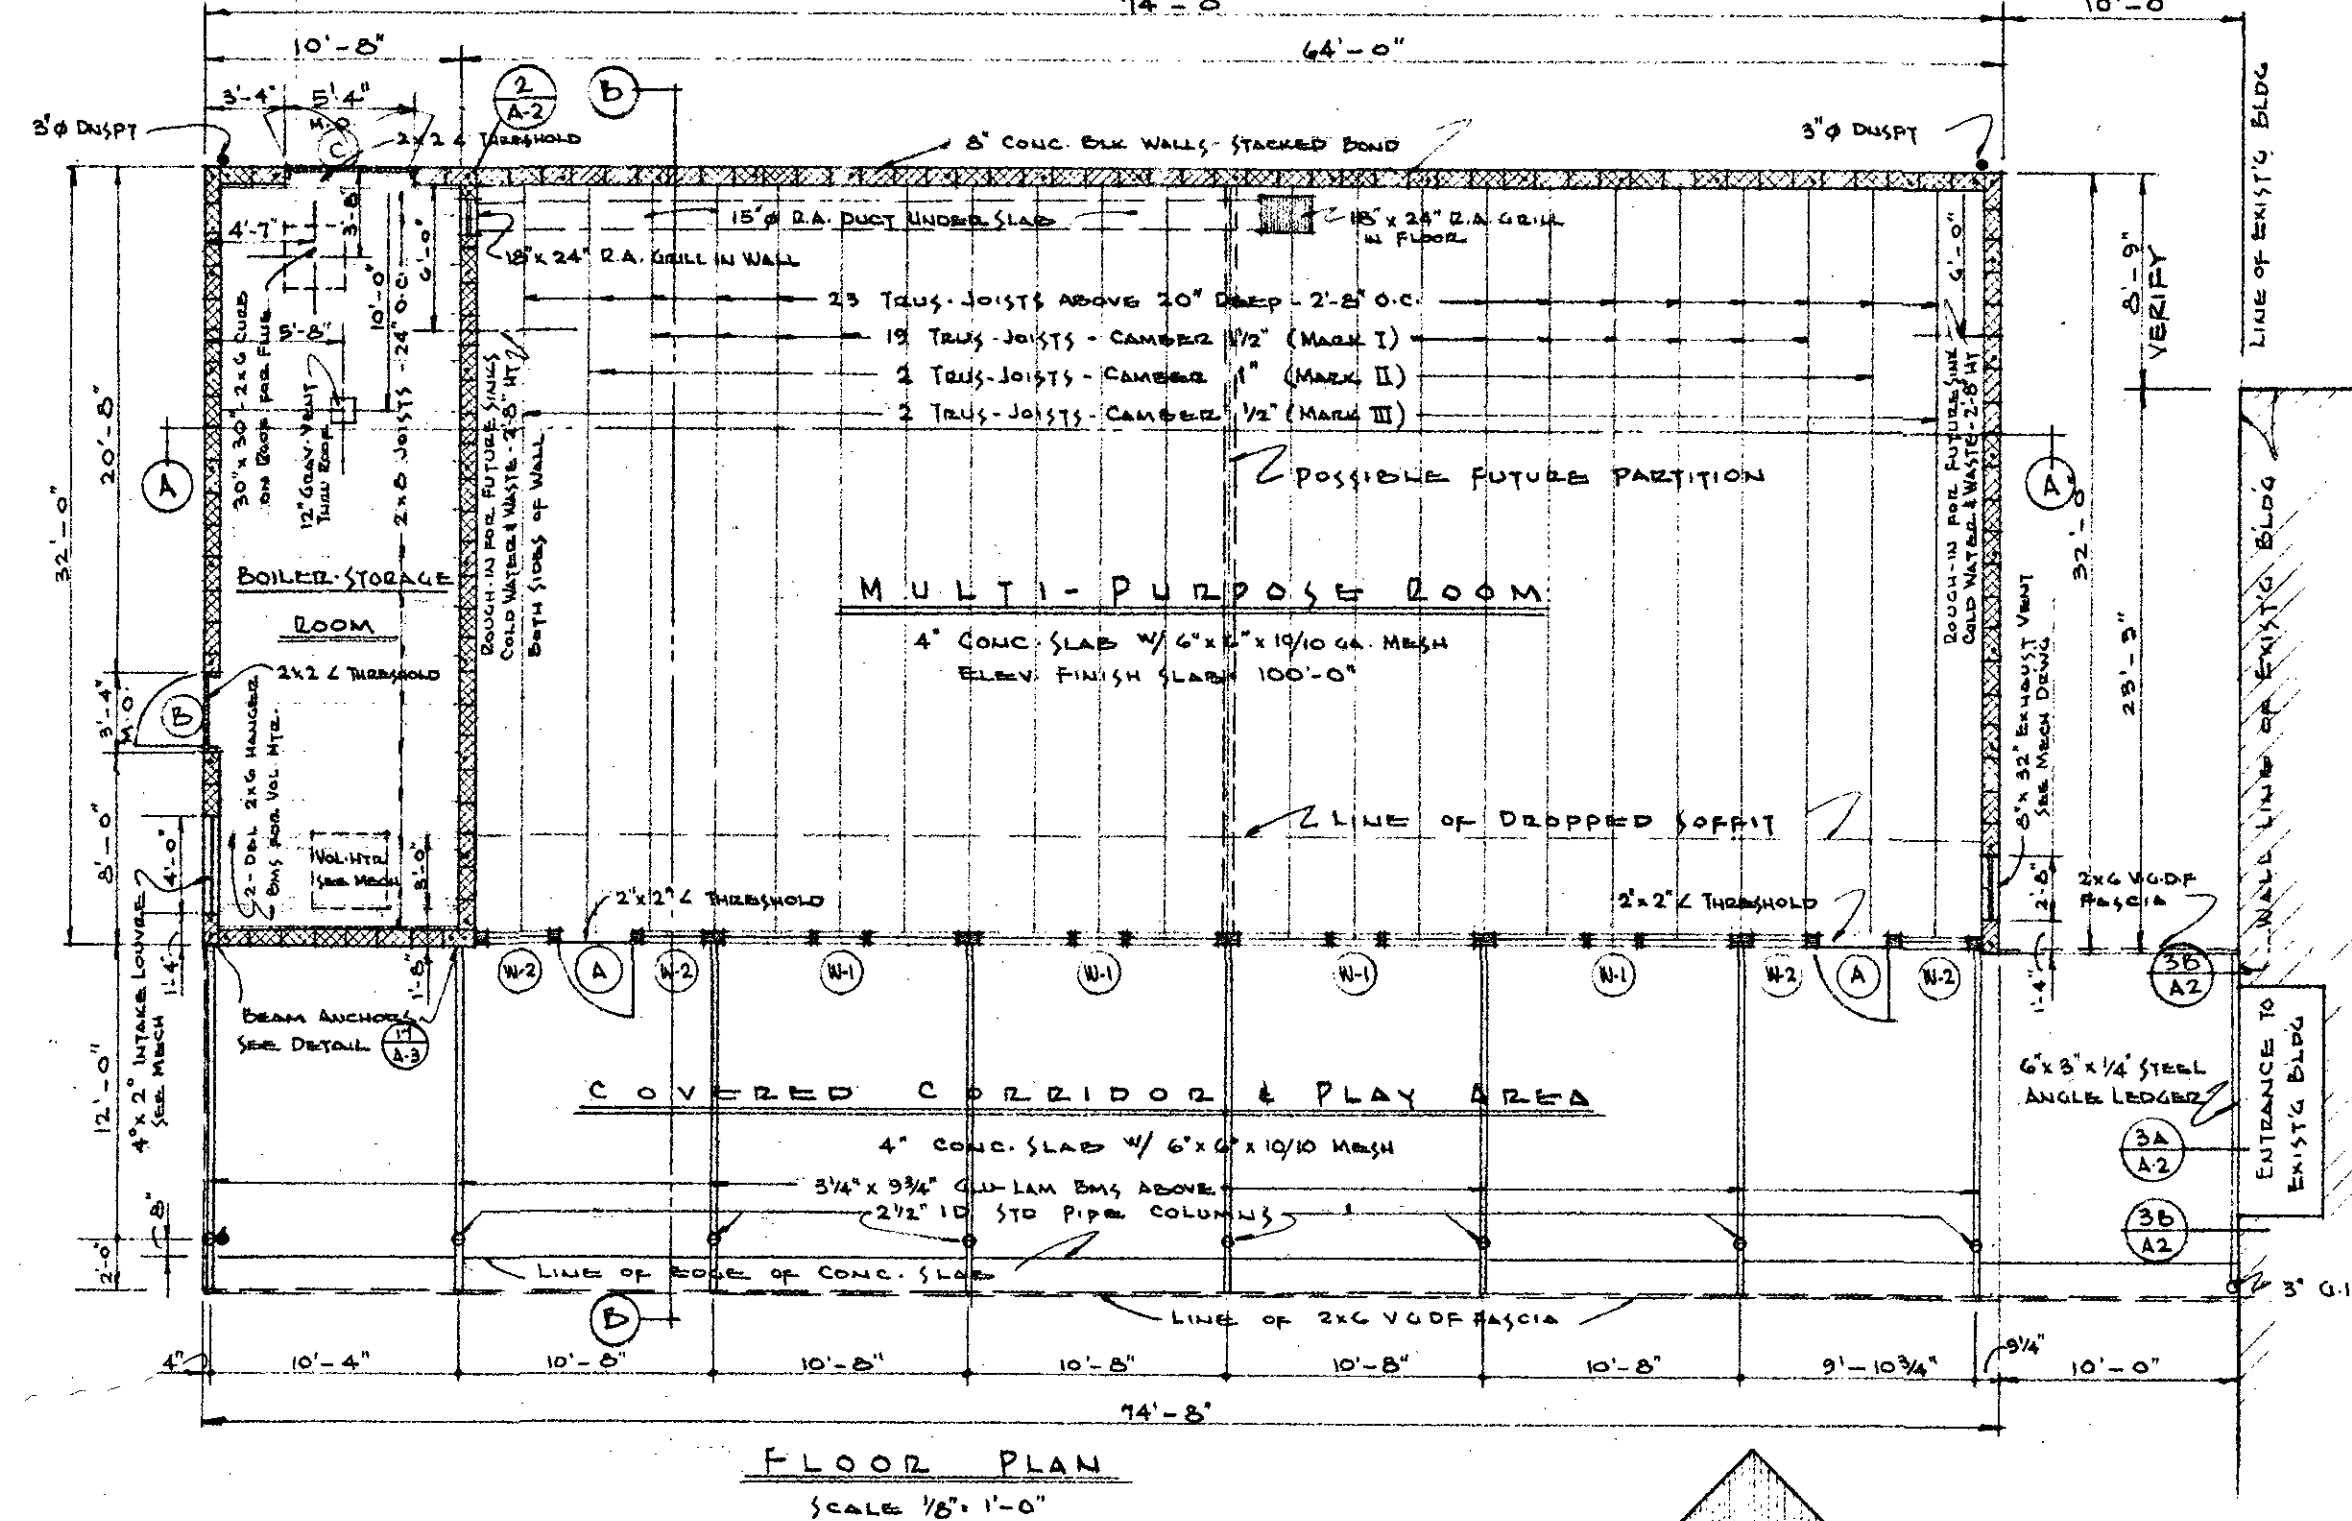 10'-8"
64'-0"
3'-4"
5'4"
M.O.
2
A-2
B
3"φ DNSPT
C
2x2 ∠ THRESHOLD
8" CONC. BLK WALLS - STACKED BOND
3"φ DNSPT
LINE OF EXIST'G BLDG
4'-7"
3'-8"
15"φ R.A. DUCT UNDER SLAB
18"x 24" R.A. GRILL
IN FLOOR
18"x 24" R.A. GRILL IN WALL
8'-9"
VERIFY
23 TRUS-JOISTS ABOVE 20" DEEP - 2'-8" O.C.
19 TRUS-JOISTS - CAMBER 1 1/2" (MARK I)
2 TRUS-JOISTS - CAMBER 1" (MARK II)
2 TRUS-JOISTS - CAMBER 1/2" (MARK III)
10'-0"
5'-8"
30"x 30" - 2x6 CURB
ON ROOF FOR FLUE
12" GRAV. VENT
THRU ROOF
2x8 JOISTS - 24" O.C.
ROUGH-IN FOR FUTURE SINKS
COLD WATER & WASTE - 2'-8" HT
BOTH SIDES OF WALL
ROUGH-IN FOR FUTURE SINK
COLD WATER & WASTE - 2'-8" HT
20'-8"
32'-0"
A
A
32'-0"
POSSIBLE FUTURE PARTITION
BOILER-STORAGE
ROOM
MULTI-PURPOSE ROOM
4" CONC. SLAB W/ 6"x 6"x 10/10 GA. MESH
ELEV. FINISH SLAB 100'-0"
2x2 ∠ THRESHOLD
3'-4"
M.O.
B
2-DBL 2x6 HANGER
BMS FOR VOL. HTR.
VOL. HTR
SEE MECH
3'-0"
8'-0"
4'-0"
1'-4"
4°x 2° INTAKE LOUVRE
SEE MECH
LINE OF DROPPED SOFFIT
8"x 32" EXHAUST VENT
SEE MECH DRWG
23'-3"
WALL LINE OF EXIST'G BLDG
2'-8"
2x6 V.G.D.F
FASCIA
2"x 2" ∠ THRESHOLD
2"x 2" ∠ THRESHOLD
W-2
A
W-2
W-1
W-1
W-1
W-1
W-2
A
W-2
3B
A2
1'-8"
1'-4"
BEAM ANCHORS
SEE DETAIL
A-3
12'-0"
COVERED CORRIDOR & PLAY AREA
4" CONC. SLAB W/ 6"x 6"x 10/10 MESH
6"x 3"x 1/4" STEEL
ANGLE LEDGER
ENTRANCE TO
EXIST'G BLDG
3A
A-2
3B
A2
3 1/4"x 9 3/4" GLU-LAM BMS ABOVE
2 1/2" ID STD PIPE COLUMNS
8"
2'-0"
LINE OF EDGE OF CONC. SLAB
B
LINE OF 2x6 VGDF FASCIA
4"
10'-4"
10'-8"
10'-8"
10'-8"
10'-8"
10'-8"
9'-10 3/4"
9 1/4"
10'-0"
74'-8"
FLOOR PLAN
SCALE 1/8" = 1'-0"